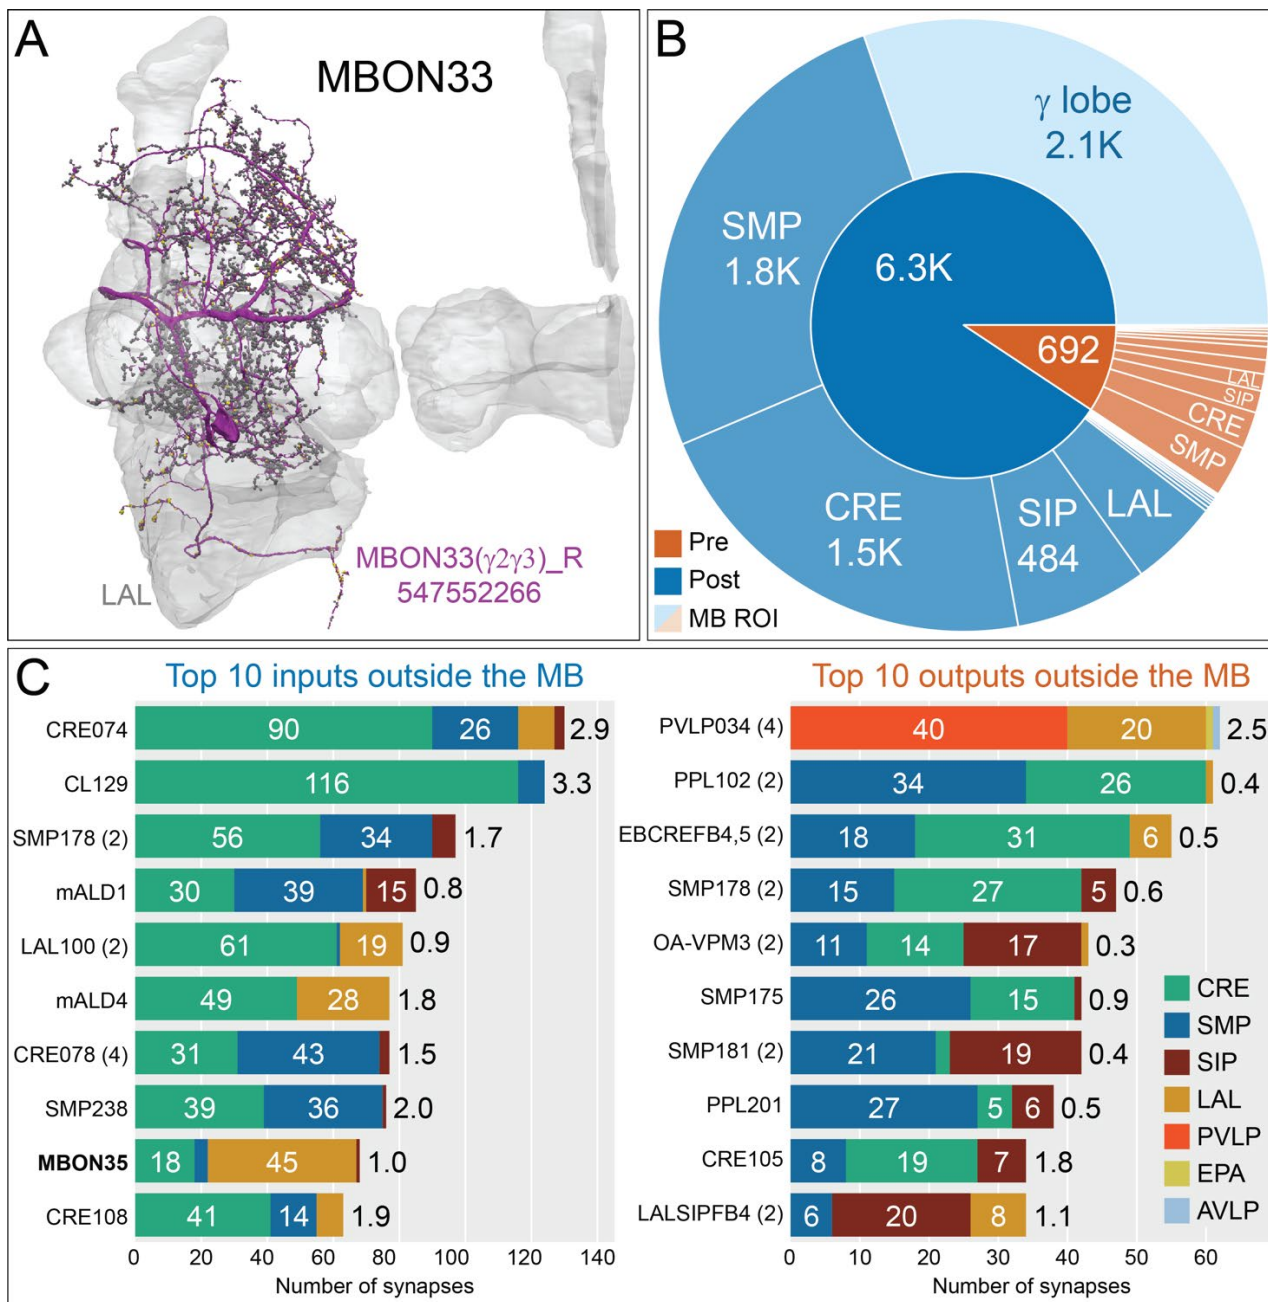 A
MBON33
LAL
MBON33(γ2γ3)_R
547552266
B
γ lobe
2.1K
SMP
1.8K
6.3K
692
LAL
SIP
CRE
SMP
CRE
1.5K
SIP
484
LAL
Pre
Post
MB ROI
C
Top 10 inputs outside the MB
CRE074 90 26 2.9
CL129 116 3.3
SMP178 (2) 56 34 1.7
mALD1 30 39 15 0.8
LAL100 (2) 61 19 0.9
mALD4 49 28 1.8
CRE078 (4) 31 43 1.5
SMP238 39 36 2.0
MBON35 18 45 1.0
CRE108 41 14 1.9
0 20 40 60 80 100 120 140
Number of synapses
Top 10 outputs outside the MB
PVLP034 (4) 40 20 2.5
PPL102 (2) 34 26 0.4
EBCREFB4,5 (2) 18 31 6 0.5
SMP178 (2) 15 27 5 0.6
OA-VPM3 (2) 11 14 17 0.3
SMP175 26 15 0.9
SMP181 (2) 21 19 0.4
PPL201 27 5 6 0.5
CRE105 8 19 7 1.8
LALSIPFB4 (2) 6 20 8 1.1
0 10 20 30 40 50 60
Number of synapses
CRE
SMP
SIP
LAL
PVLP
EPA
AVLP